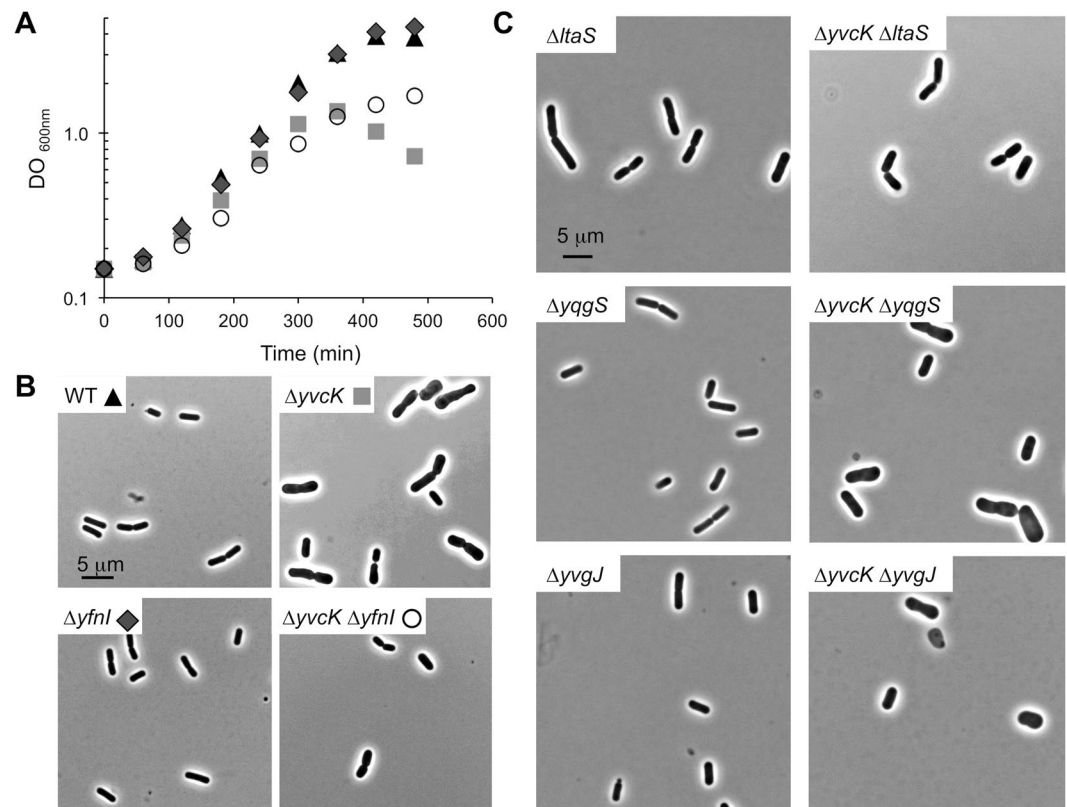 A
DO 600nm
1.0
0.1
0 100 200 300 400 500 600
Time (min)
B
WT
ΔyvcK
5 μm
ΔyfnI
ΔyvcK ΔyfnI
C
ΔltaS
ΔyvcK ΔltaS
5 μm
ΔyqgS
ΔyvcK ΔyqgS
ΔyvgJ
ΔyvcK ΔyvgJ